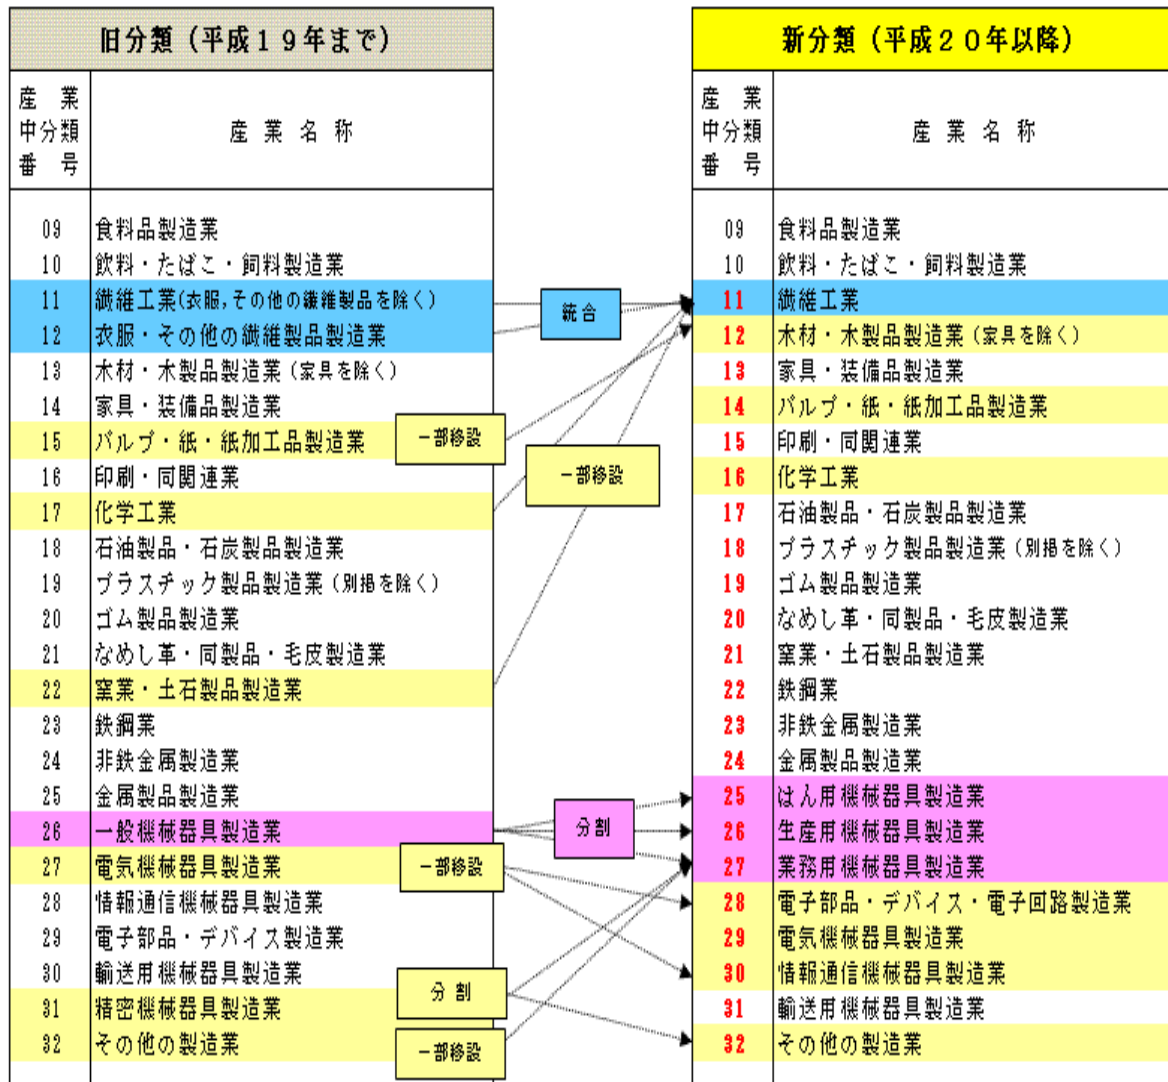 旧分類（平成１９年まで）
産　業
中分類
番　号
産 業 名 称
09 食料品製造業
10 飲料・たばこ・飼料製造業
11 繊維工業(衣服,その他の繊維製品を除く)
12 衣服・その他の繊維製品製造業
13 木材・木製品製造業（家具を除く）
14 家具・装備品製造業
15 パルプ・紙・紙加工品製造業
16 印刷・同関連業
17 化学工業
18 石油製品・石炭製品製造業
19 プラスチック製品製造業（別掲を除く）
20 ゴム製品製造業
21 なめし革・同製品・毛皮製造業
22 窯業・土石製品製造業
23 鉄鋼業
24 非鉄金属製造業
25 金属製品製造業
26 一般機械器具製造業
27 電気機械器具製造業
28 情報通信機械器具製造業
29 電子部品・デバイス製造業
30 輸送用機械器具製造業
31 精密機械器具製造業
32 その他の製造業
統合
一部移設
一部移設
分割
一部移設
分 割
一部移設
新分類（平成２０年以降）
産　業
中分類
番　号
産 業 名 称
09 食料品製造業
10 飲料・たばこ・飼料製造業
11 繊維工業
12 木材・木製品製造業（家具を除く）
13 家具・装備品製造業
14 パルプ・紙・紙加工品製造業
15 印刷・同関連業
16 化学工業
17 石油製品・石炭製品製造業
18 プラスチック製品製造業（別掲を除く）
19 ゴム製品製造業
20 なめし革・同製品・毛皮製造業
21 窯業・土石製品製造業
22 鉄鋼業
23 非鉄金属製造業
24 金属製品製造業
25 はん用機械器具製造業
26 生産用機械器具製造業
27 業務用機械器具製造業
28 電子部品・デバイス・電子回路製造業
29 電気機械器具製造業
30 情報通信機械器具製造業
31 輸送用機械器具製造業
32 その他の製造業